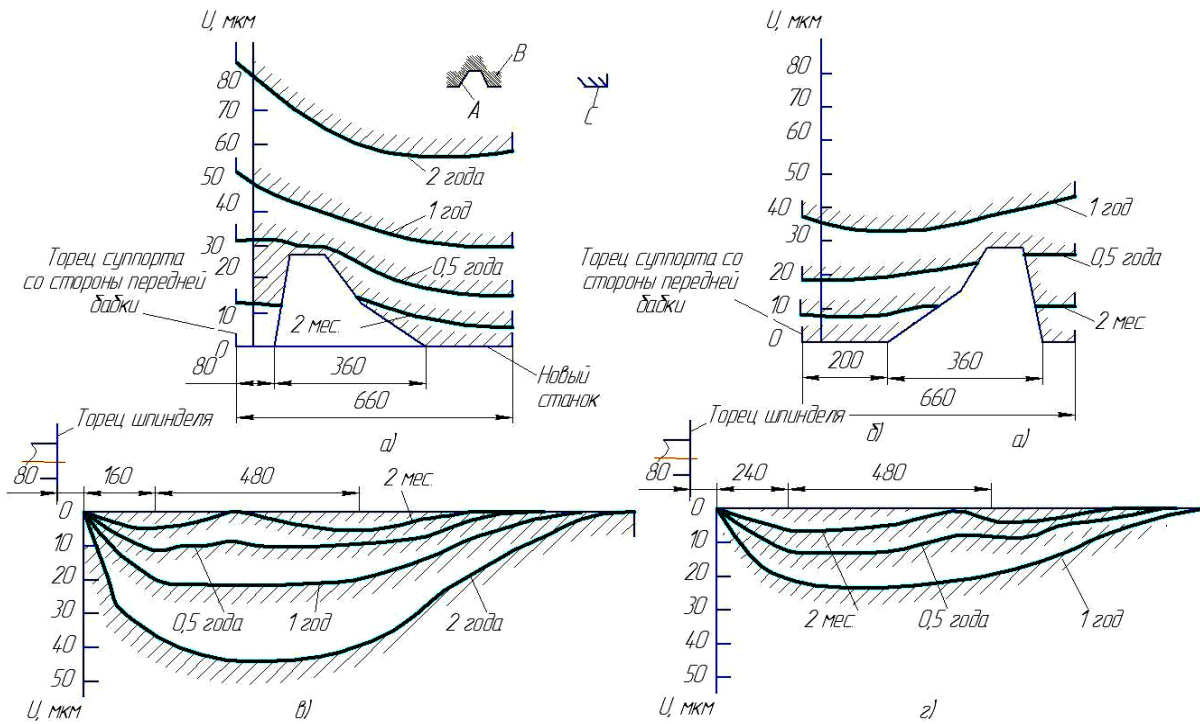 U, мкм
80
70
60
50
40
30
20
10
0
B
A
C
2 года
1 год
0,5 года
2 мес.
Торец суппорта
со стороны передней
бабки
Новый
станок
80
360
660
а)
U, мкм
80
70
60
50
40
30
20
10
0
1 год
0,5 года
2 мес.
Торец суппорта со
стороны передней
бабки
200
360
660
б)
а)
Торец шпинделя
80
160
480
2 мес.
0
10
20
30
40
50
0,5 года
1 год
2 года
U, мкм
в)
Торец шпинделя
80
240
480
0
10
20
30
40
50
2 мес.
0,5 года
1 год
U, мкм
г)